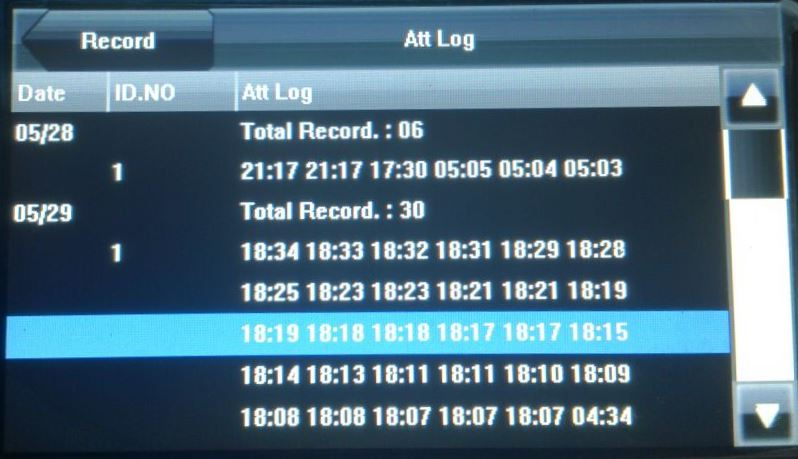 Record Att Log
Date ID.NO Att Log
05/28 Total Record. : 06
1 21:17 21:17 17:30 05:05 05:04 05:03
05/29 Total Record. : 30
1 18:34 18:33 18:32 18:31 18:29 18:28
18:25 18:23 18:23 18:21 18:21 18:19
18:19 18:18 18:18 18:17 18:17 18:15
18:14 18:13 18:11 18:11 18:10 18:09
18:08 18:08 18:07 18:07 18:07 04:34